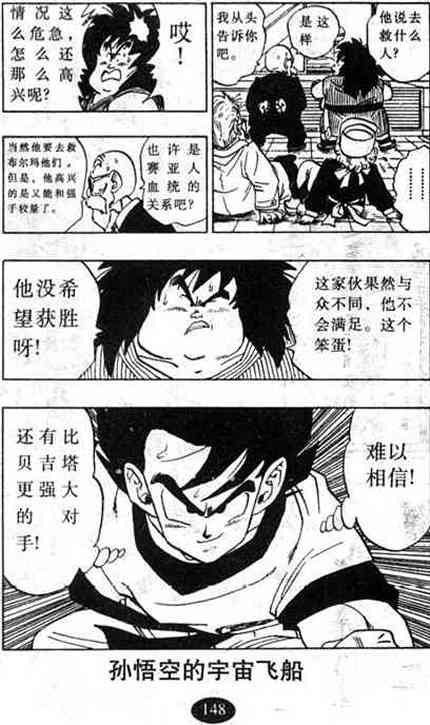 他说去
救什么
人?
是这
样
我从头
告诉你
吧。
……
哎!
情况这
么危急,
怎么还
那么高
兴呢?
也许是
赛亚人
血统的
关系吧?
当然他要去救
布尔玛他们。
但是,他高兴
的是又能和强
手较量了。
这家伙果然与
众不同,他不
会满足。这个
笨蛋!
他没希
望获胜
呀!
难以
相信!
还有比
贝吉塔
更强大
的对
手!
孙悟空的宇宙飞船
148